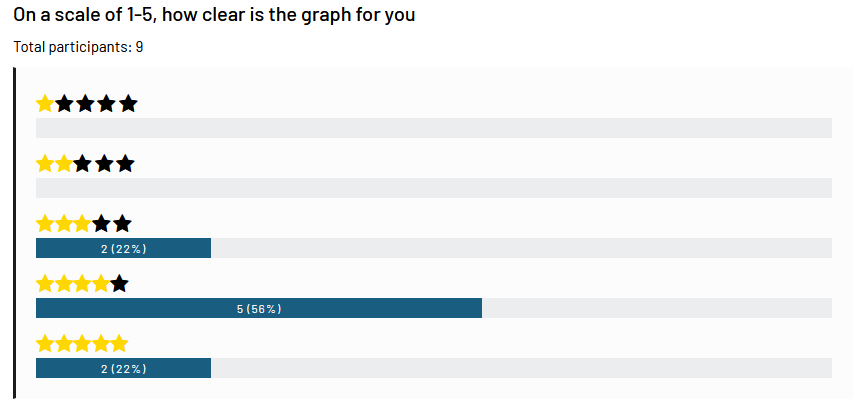 On a scale of 1-5, how clear is the graph for you
Total participants: 9
2 (22%)
5 (56%)
2 (22%)